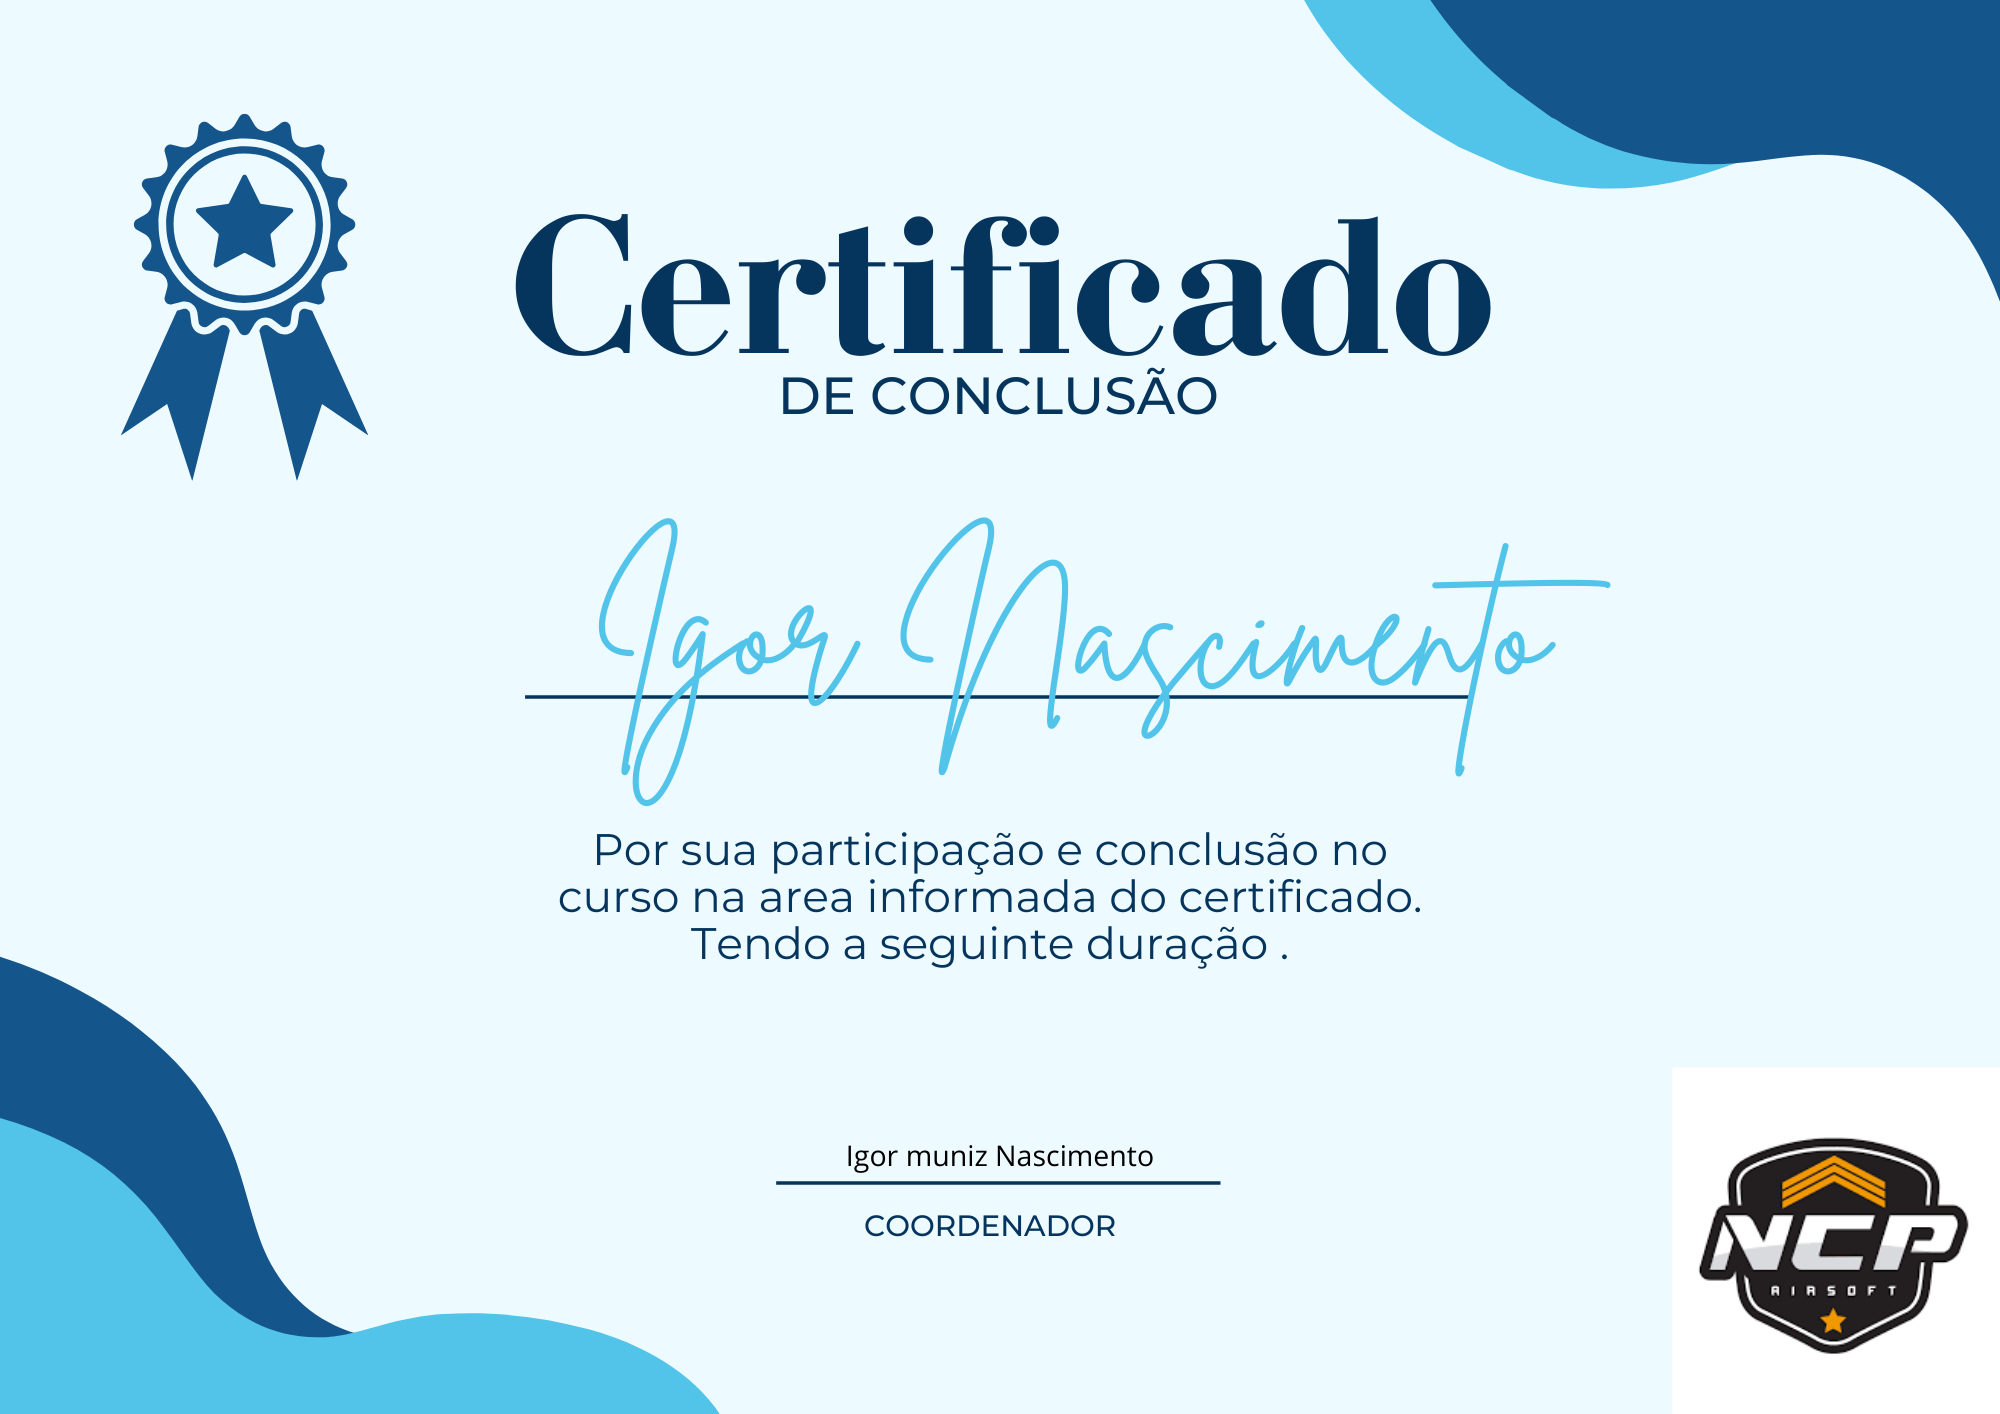 Certificado
DE CONCLUSÃO
Igor Nascimento
Por sua participação e conclusão no
curso na area informada do certificado.
Tendo a seguinte duração .
Igor muniz Nascimento
COORDENADOR
NCP
AIRSOFT